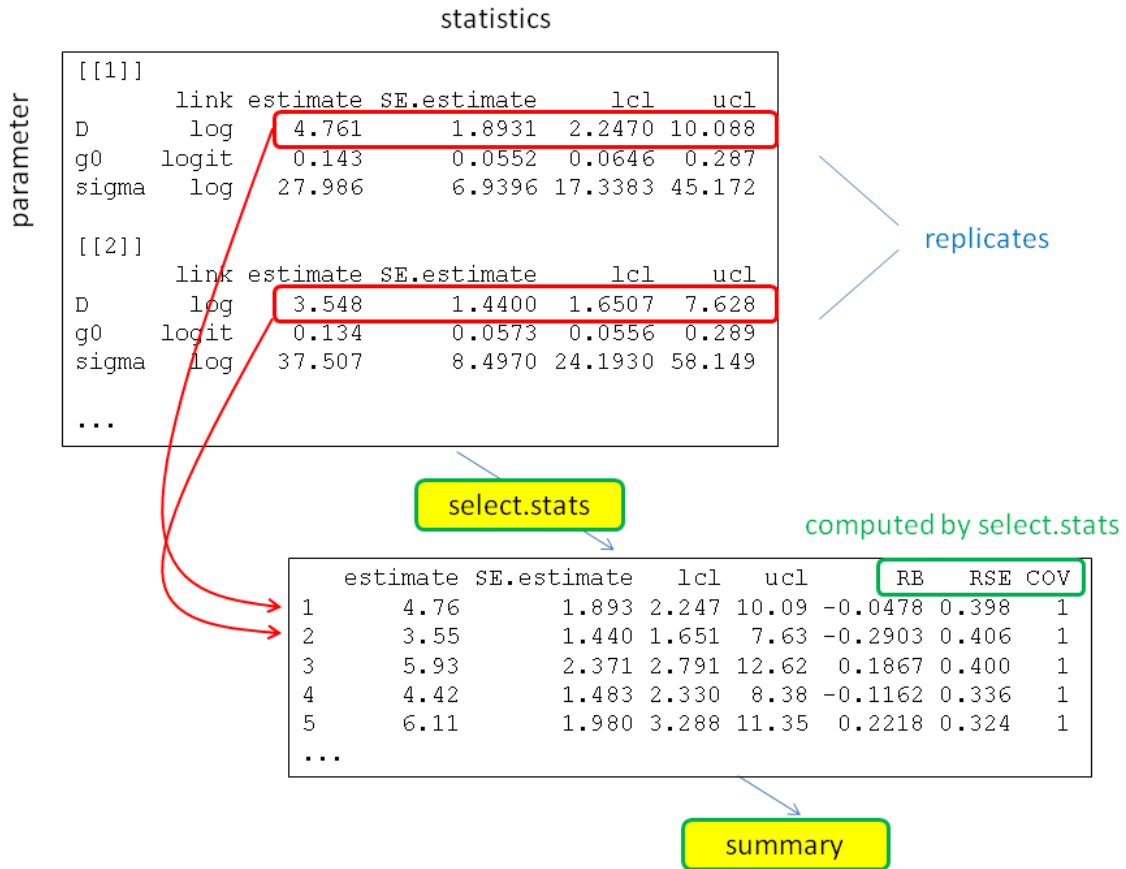 statistics
parameter
[[1]]
link estimate SE.estimate lcl ucl
D log 4.761 1.8931 2.2470 10.088
g0 logit 0.143 0.0552 0.0646 0.287
sigma log 27.986 6.9396 17.3383 45.172
[[2]]
link estimate SE.estimate lcl ucl
D log 3.548 1.4400 1.6507 7.628
g0 logit 0.134 0.0573 0.0556 0.289
sigma log 37.507 8.4970 24.1930 58.149
...
replicates
select.stats
computed by select.stats
estimate SE.estimate lcl ucl RB RSE COV
1 4.76 1.893 2.247 10.09 -0.0478 0.398 1
2 3.55 1.440 1.651 7.63 -0.2903 0.406 1
3 5.93 2.371 2.791 12.62 0.1867 0.400 1
4 4.42 1.483 2.330 8.38 -0.1162 0.336 1
5 6.11 1.980 3.288 11.35 0.2218 0.324 1
...
summary